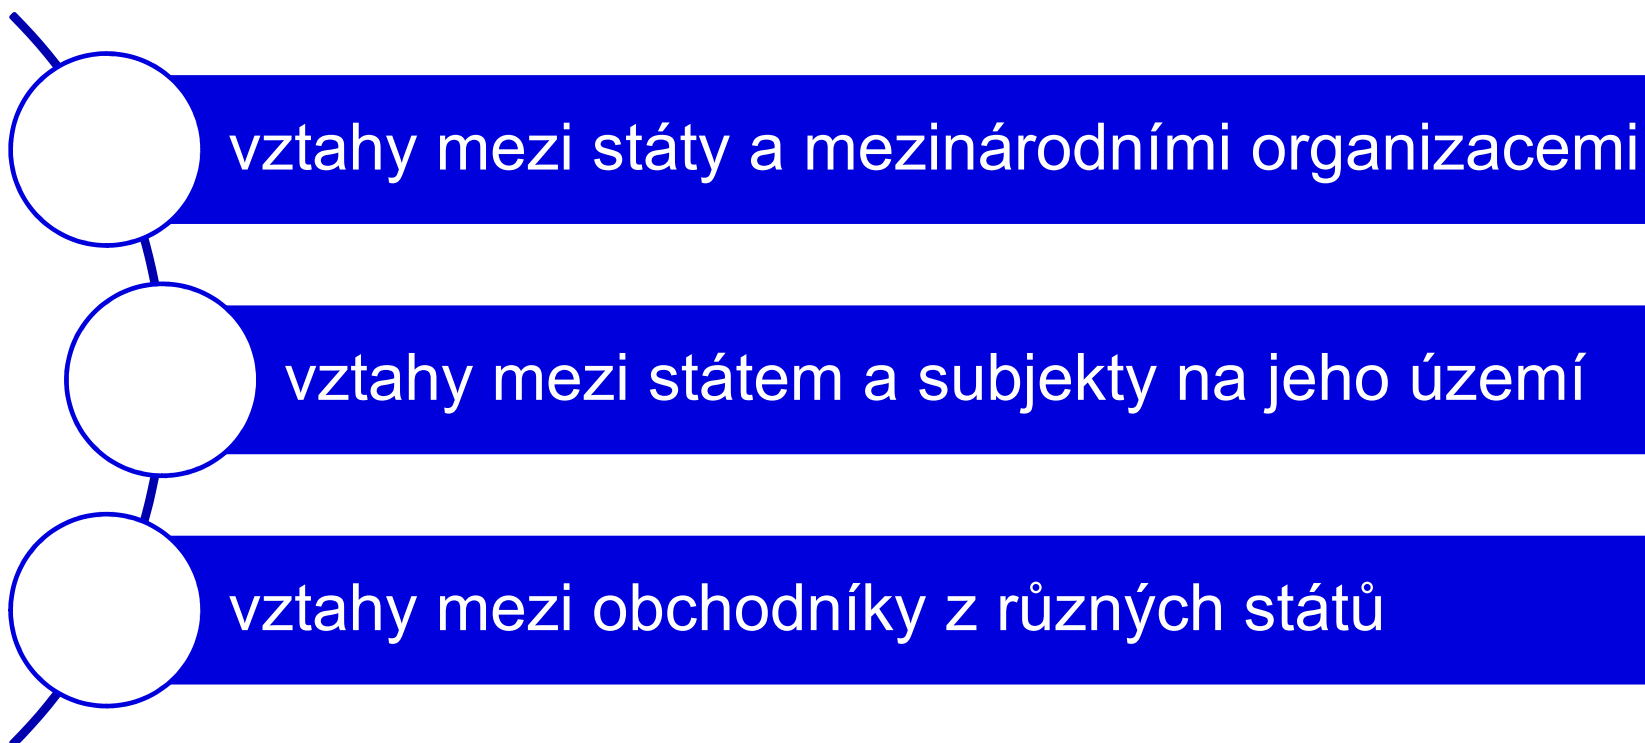 vztahy mezi státy a mezinárodními organizacemi
vztahy mezi státem a subjekty na jeho území
vztahy mezi obchodníky z různých států